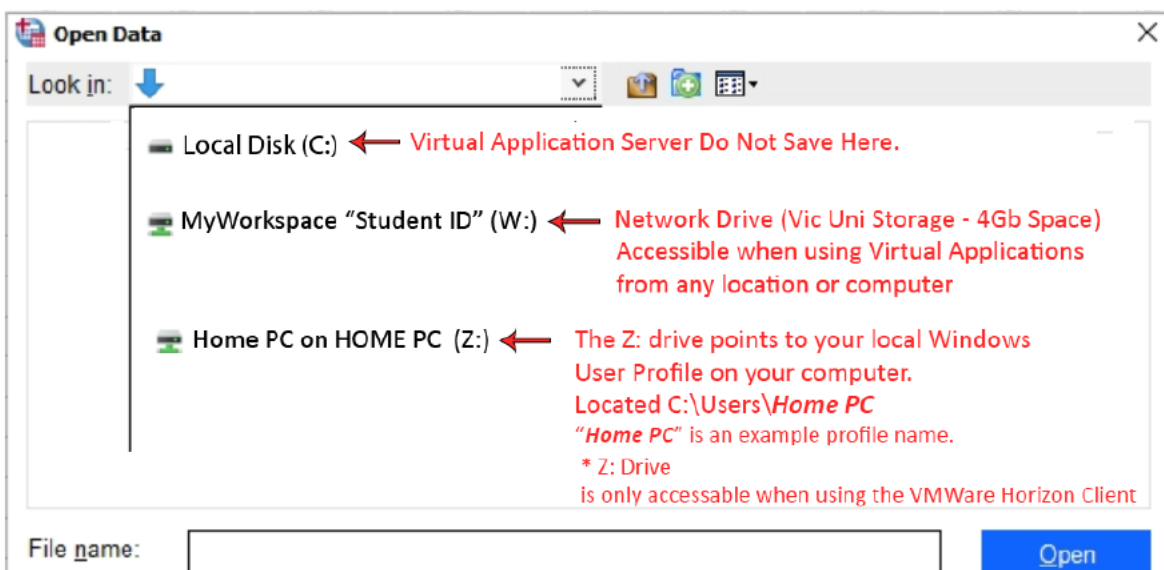 Open Data
Look in:
Local Disk (C:) Virtual Application Server Do Not Save Here.
MyWorkspace “Student ID” (W:) Network Drive (Vic Uni Storage - 4Gb Space)
Accessible when using Virtual Applications
from any location or computer
Home PC on HOME PC (Z:) The Z: drive points to your local Windows
User Profile on your computer.
Located C:\Users\Home PC
“Home PC” is an example profile name.
* Z: Drive
is only accessable when using the VMWare Horizon Client
File name:
Open